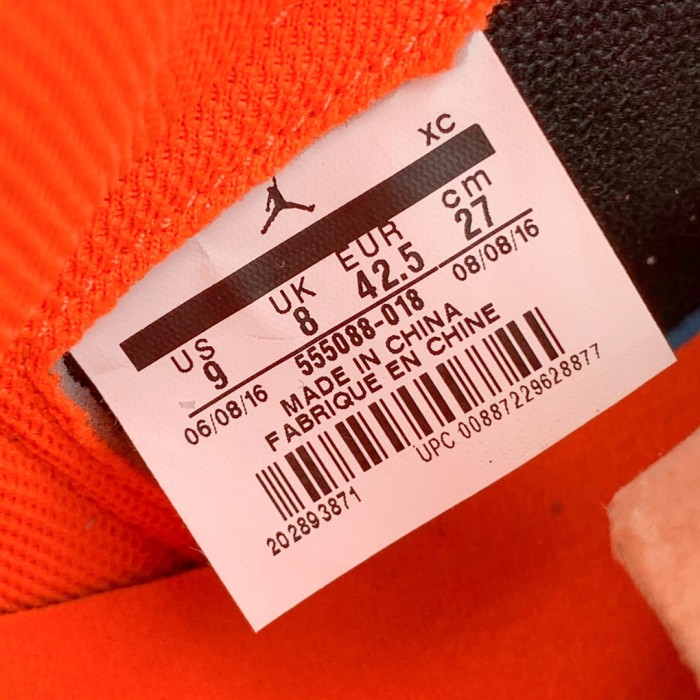 XC
US UK EUR cm
9 8 42.5 27
06/08/16 555088-018 08/08/16
MADE IN CHINA
FABRIQUE EN CHINE
202893871 UPC 00887229628877